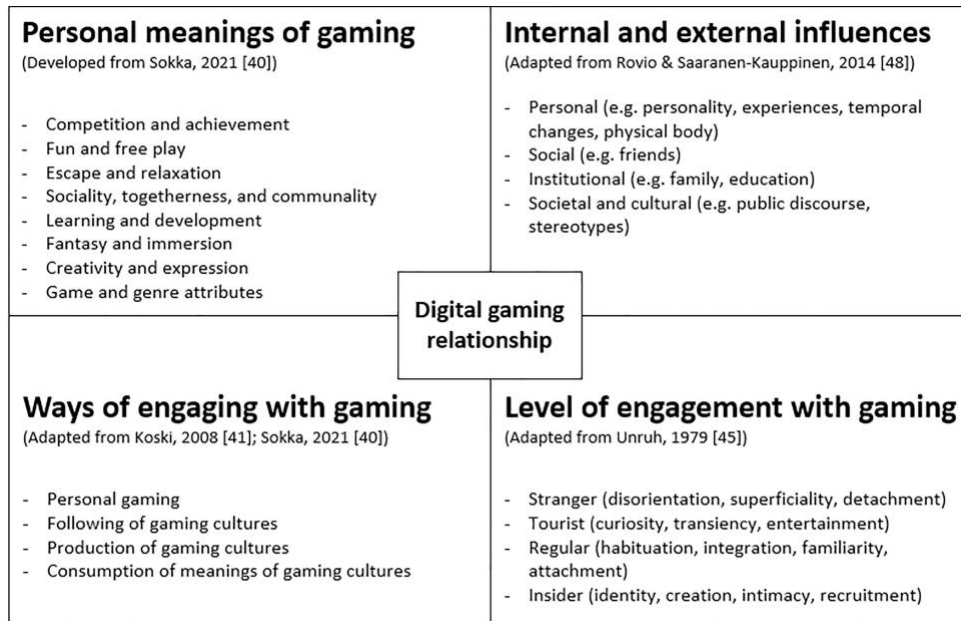 Personal meanings of gaming
(Developed from Sokka, 2021 [40])
- Competition and achievement
- Fun and free play
- Escape and relaxation
- Sociality, togetherness, and communality
- Learning and development
- Fantasy and immersion
- Creativity and expression
- Game and genre attributes
Internal and external influences
(Adapted from Rovio & Saaranen-Kauppinen, 2014 [48])
- Personal (e.g. personality, experiences, temporal
changes, physical body)
- Social (e.g. friends)
- Institutional (e.g. family, education)
- Societal and cultural (e.g. public discourse,
stereotypes)
Digital gaming
relationship
Ways of engaging with gaming
(Adapted from Koski, 2008 [41]; Sokka, 2021 [40])
- Personal gaming
- Following of gaming cultures
- Production of gaming cultures
- Consumption of meanings of gaming cultures
Level of engagement with gaming
(Adapted from Unruh, 1979 [45])
- Stranger (disorientation, superficiality, detachment)
- Tourist (curiosity, transiency, entertainment)
- Regular (habituation, integration, familiarity,
attachment)
- Insider (identity, creation, intimacy, recruitment)